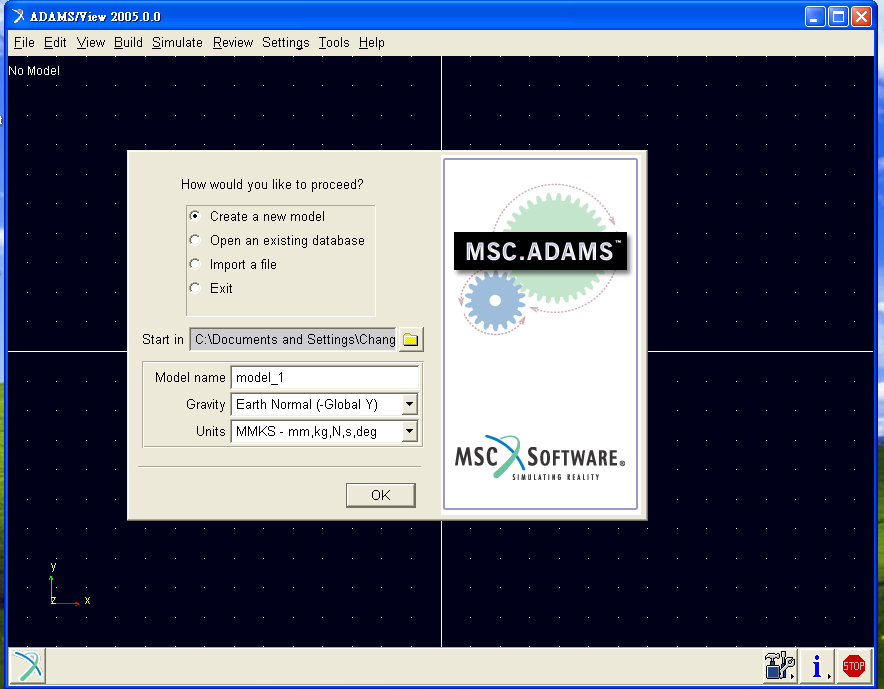 ADAMS/View 2005.0.0
File Edit View Build Simulate Review Settings Tools Help
No Model
How would you like to proceed?
Create a new model
Open an existing database
Import a file
Exit
Start in C:\Documents and Settings\Chang
Model name model_1
Gravity Earth Normal (-Global Y)
Units MMKS - mm,kg,N,s,deg
OK
MSC.ADAMS™
MSC SOFTWARE®
SIMULATING REALITY
y
z x
i STOP